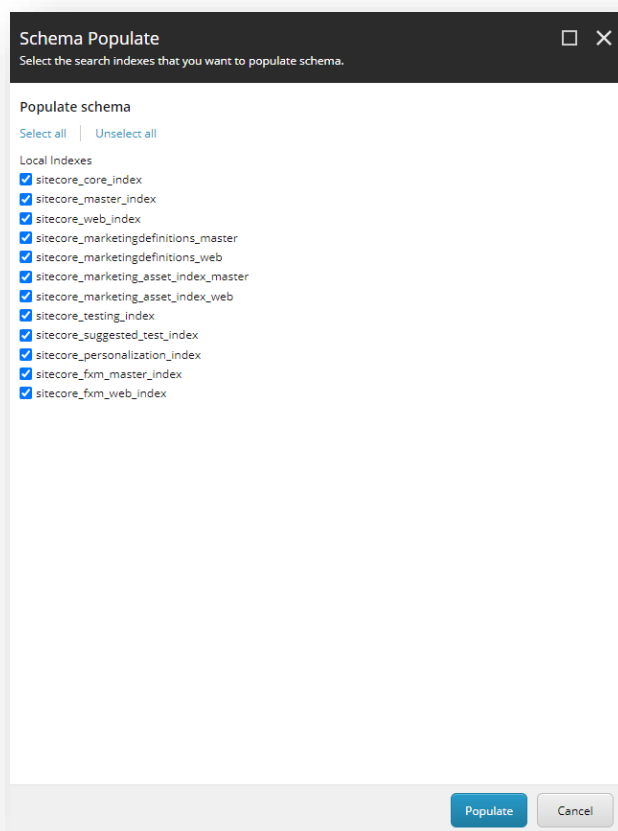 Schema Populate
Select the search indexes that you want to populate schema.
Populate schema
Select all
Unselect all
Local Indexes
sitecore_core_index
sitecore_master_index
sitecore_web_index
sitecore_marketingdefinitions_master
sitecore_marketingdefinitions_web
sitecore_marketing_asset_index_master
sitecore_marketing_asset_index_web
sitecore_testing_index
sitecore_suggested_test_index
sitecore_personalization_index
sitecore_fxm_master_index
sitecore_fxm_web_index
Populate
Cancel